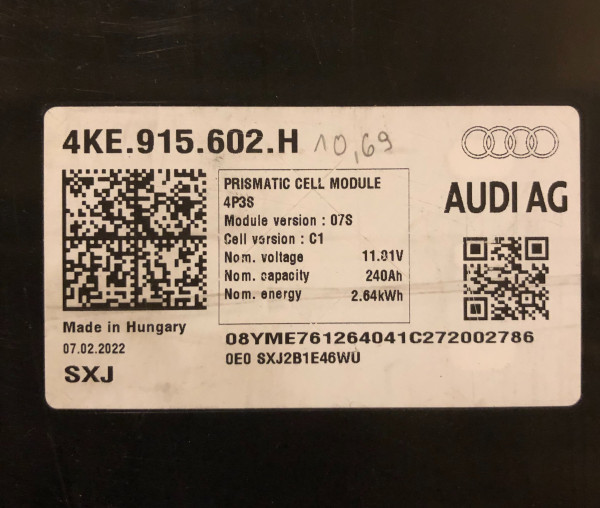 4KE.915.602.H 10,69
AUDI AG
PRISMATIC CELL MODULE
4P3S
Module version : 07S
Cell version : C1
Nom. voltage 11.01V
Nom. capacity 240Ah
Nom. energy 2.64kWh
Made in Hungary
07.02.2022
SXJ
08YME761264041C272002786
0E0 SXJ2B1E46WU